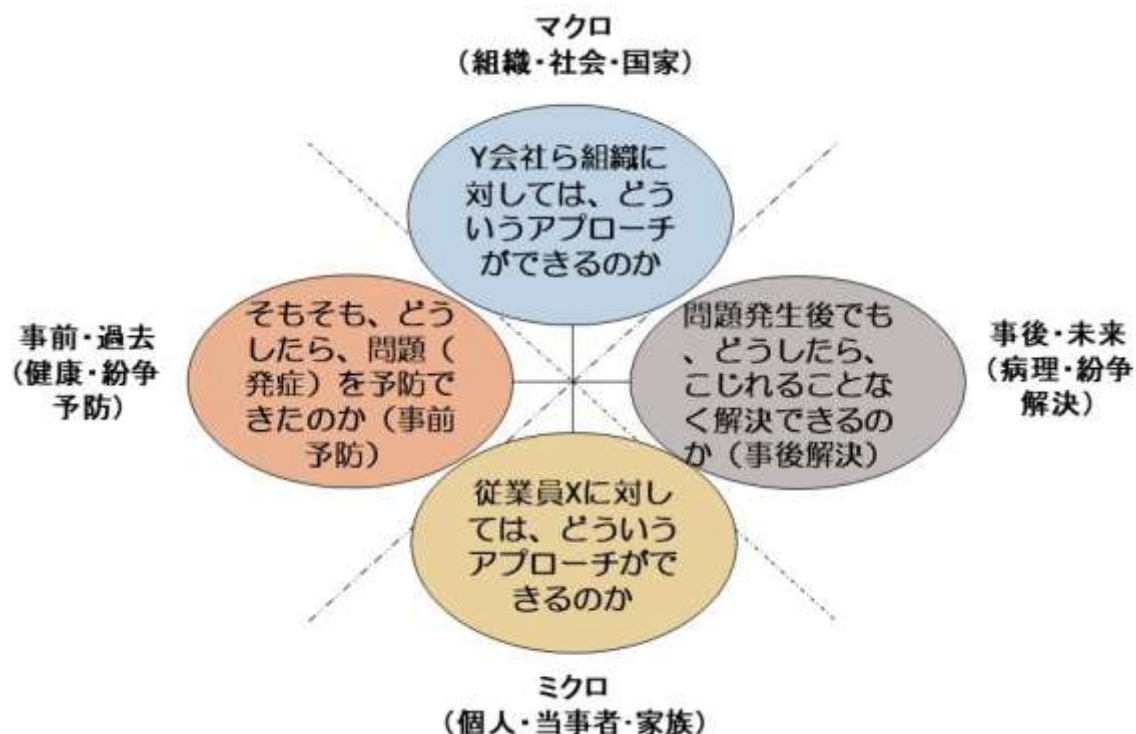 マクロ
(組織・社会・国家)
Y会社ら組織に
対しては、どう
いうアプローチ
ができるのか
事前・過去
(健康・紛争
予防)
そもそも、どう
したら、問題(
発症)を予防で
きたのか(事前
予防)
問題発生後でも
、どうしたら、
こじれることな
く解決できるの
か(事後解決)
事後・未来
(病理・紛争
解決)
従業員Xに対し
ては、どういう
アプローチがで
きるのか
ミクロ
(個人・当事者・家族)